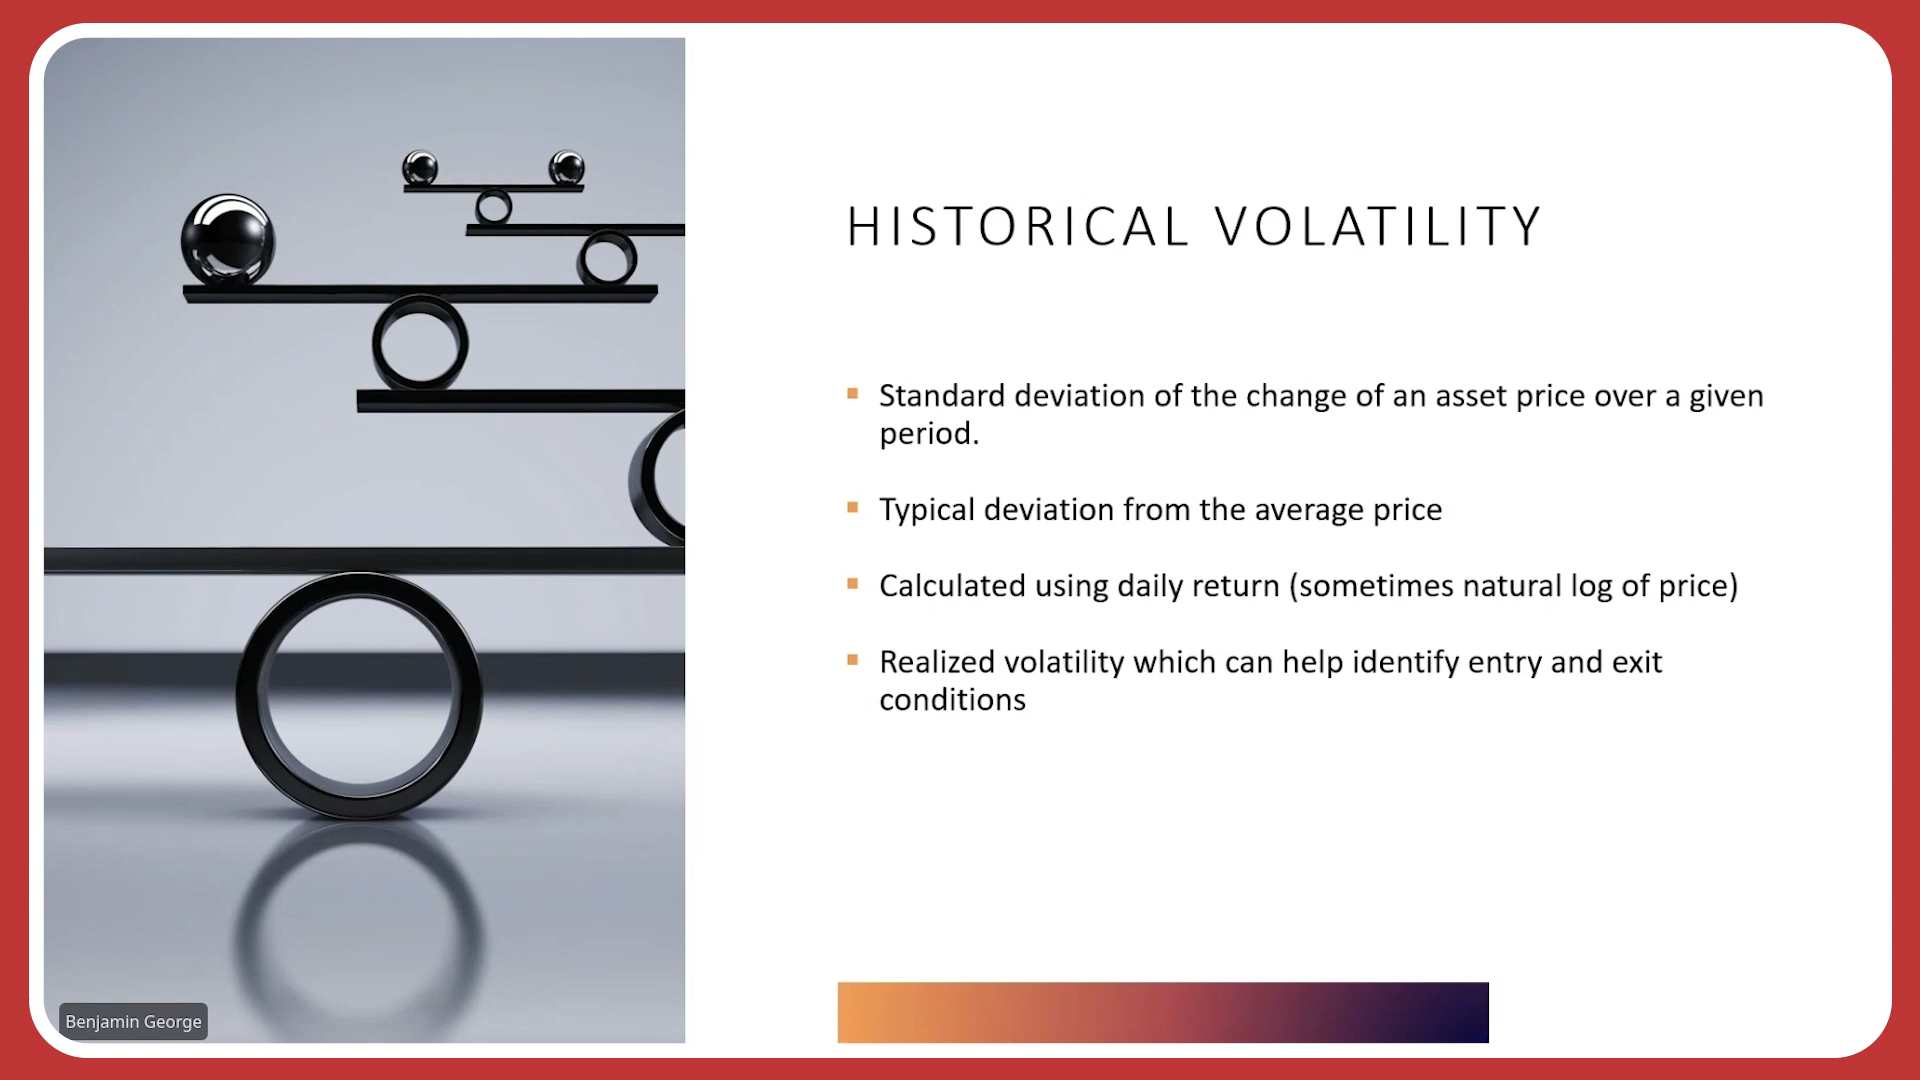 HISTORICAL VOLATILITY
Standard deviation of the change of an asset price over a given
period.
Typical deviation from the average price
Calculated using daily return (sometimes natural log of price)
Realized volatility which can help identify entry and exit
conditions
Benjamin George